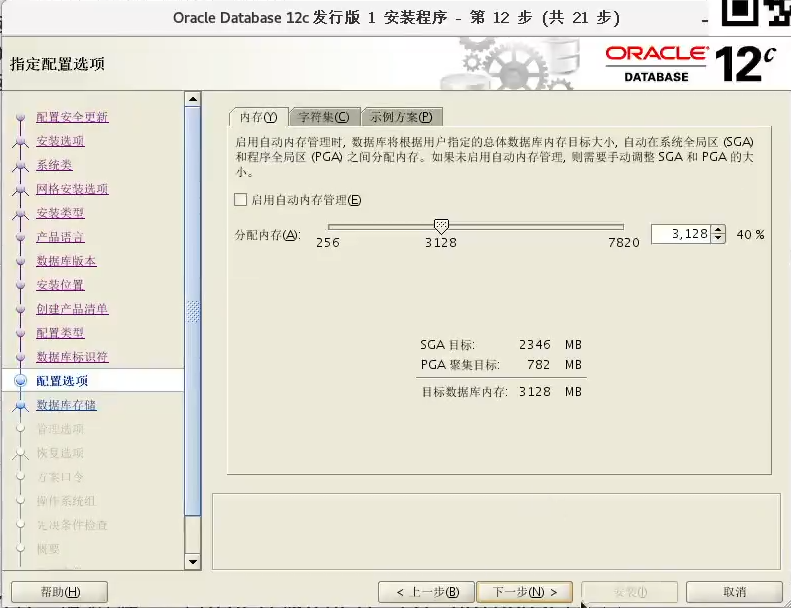 Oracle Database 12c 发行版 1 安装程序 - 第 12 步 (共 21 步)
指定配置选项
ORACLE
DATABASE
12c
配置安全更新
安装选项
系统类
网格安装选项
安装类型
产品语言
数据库版本
安装位置
创建产品清单
配置类型
数据库标识符
配置选项
数据库存储
管理选项
恢复选项
方案口令
操作系统组
先决条件检查
概要
内存(Y) 字符集(C) 示例方案(P)
启用自动内存管理时, 数据库将根据用户指定的总体数据库内存目标大小, 自动在系统全局区 (SGA)
和程序全局区 (PGA) 之间分配内存。如果未启用自动内存管理, 则需要手动调整 SGA 和 PGA 的大
小。
启用自动内存管理(E)
分配内存(A): 3,128 40 %
256 3128 7820
SGA 目标: 2346 MB
PGA 聚集目标: 782 MB
目标数据库内存: 3128 MB
帮助(H) < 上一步(B) 下一步(N) > 安装(I) 取消